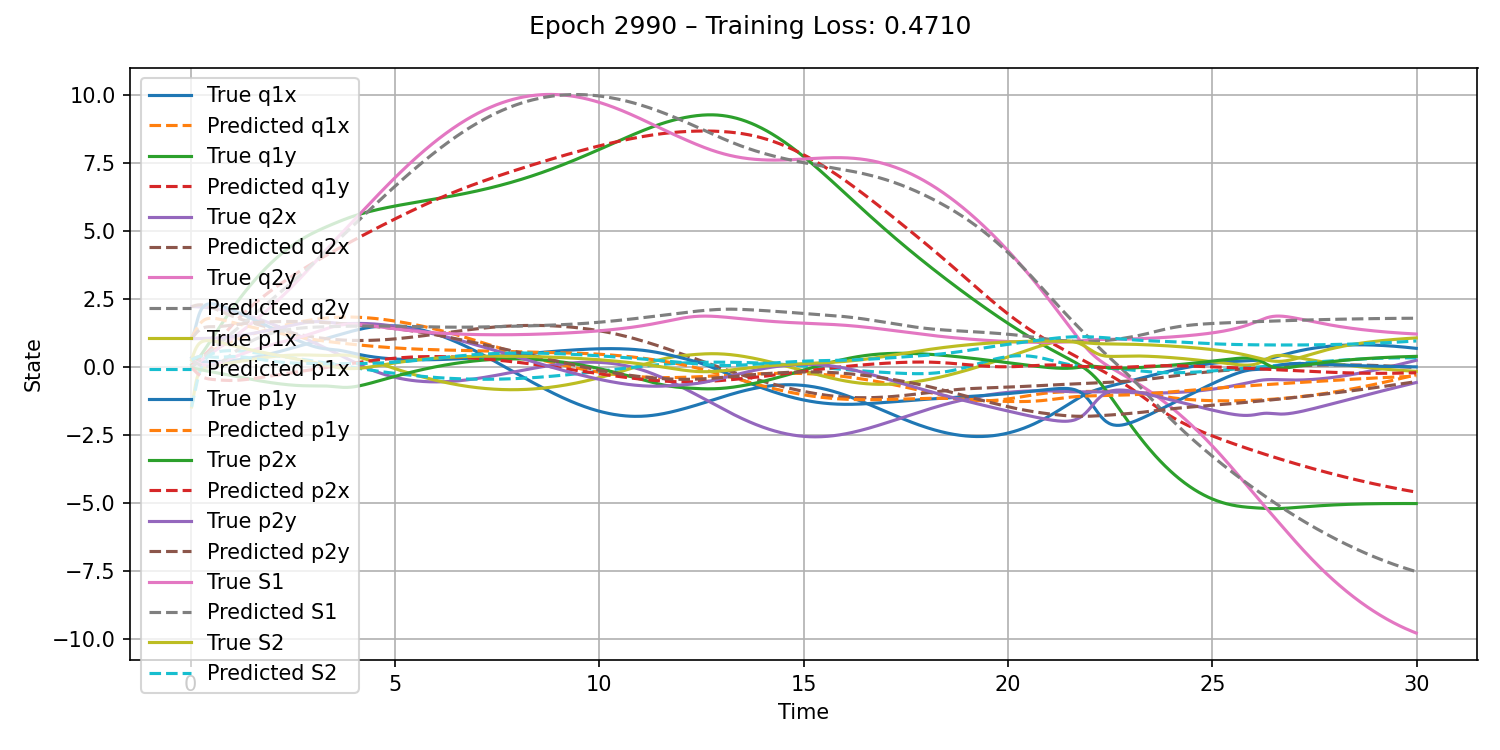 Epoch 2990 – Training Loss: 0.4710
10.0
7.5
5.0
2.5
0.0
−2.5
−5.0
−7.5
−10.0
State
True q1x
Predicted q1x
True q1y
Predicted q1y
True q2x
Predicted q2x
True q2y
Predicted q2y
True p1x
Predicted p1x
True p1y
Predicted p1y
True p2x
Predicted p2x
True p2y
Predicted p2y
True S1
Predicted S1
True S2
Predicted S2
0 5 10 15 20 25 30
Time